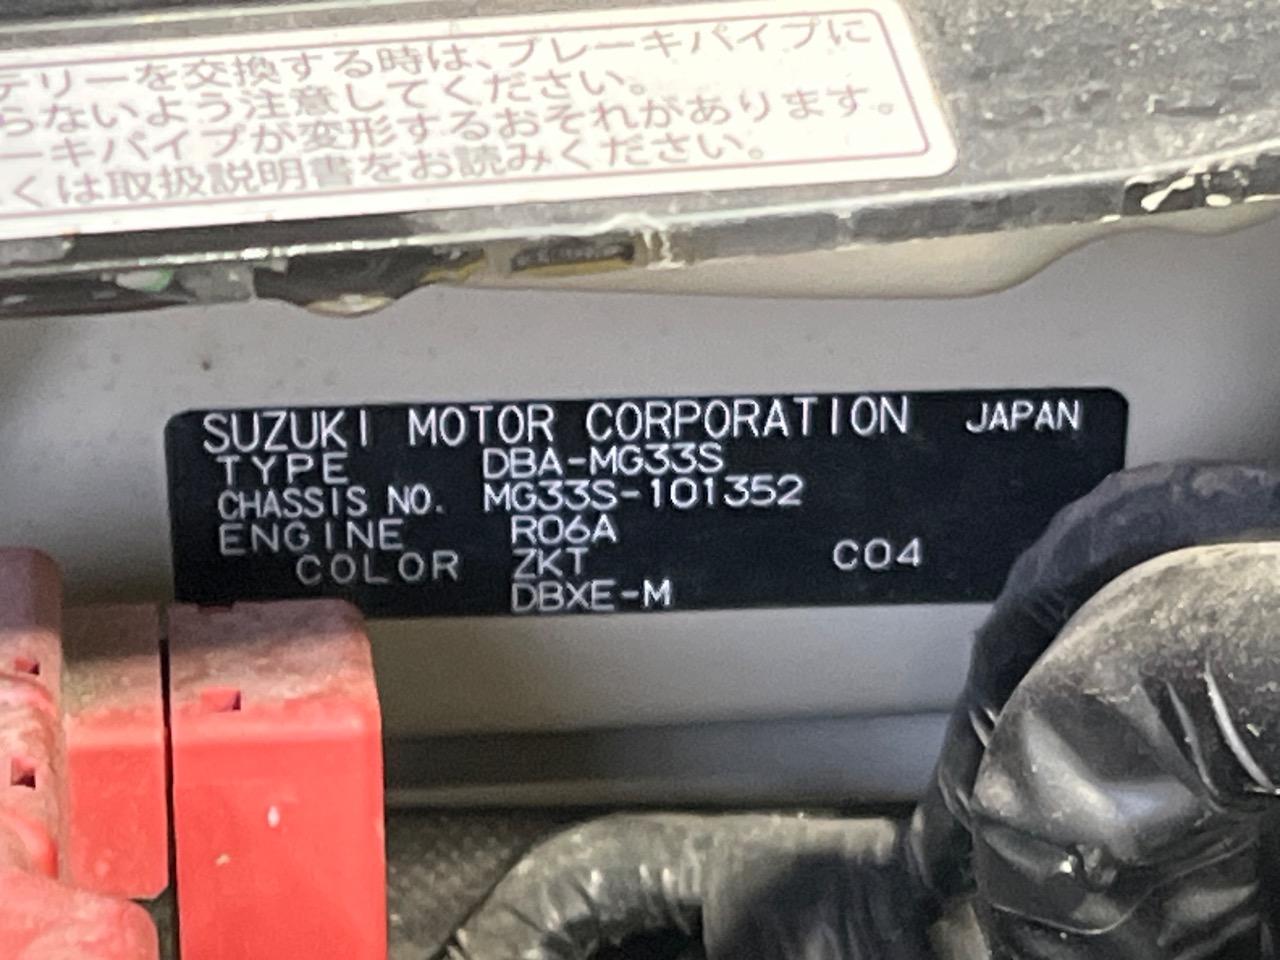 テリーを交換する時は、ブレーキパイプに
らないよう注意してください。
ーキパイプが変形するおそれがあります。
くは取扱説明書をお読みください。
SUZUKI MOTOR CORPORATION JAPAN
TYPE DBA-MG33S
CHASSIS NO. MG33S-101352
ENGINE R06A
COLOR ZKT C04
DBXE-M